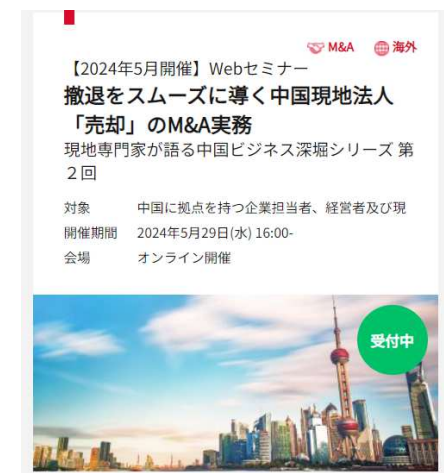 M&A 海外
【2024年5月開催】Webセミナー
撤退をスムーズに導く中国現地法人
「売却」のM&A実務
現地専門家が語る中国ビジネス深堀シリーズ 第
２回
対象 中国に拠点を持つ企業担当者、経営者及び現
開催期間 2024年5月29日(水) 16:00-
会場 オンライン開催
受付中